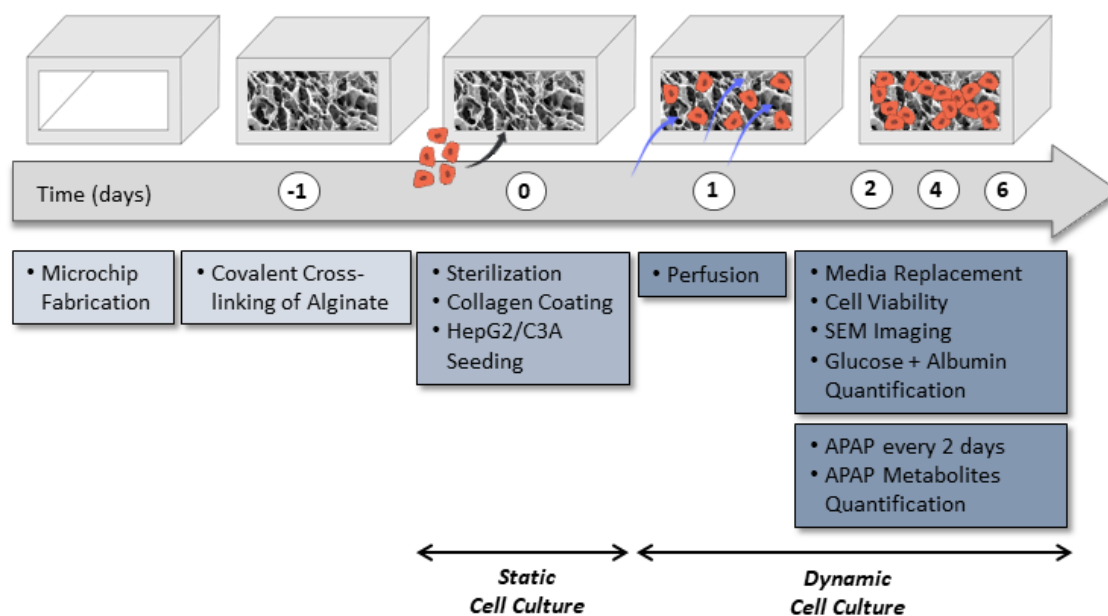 Time (days)
-1
0
1
2
4
6
• Microchip
Fabrication
• Covalent Cross-
linking of Alginate
• Sterilization
• Collagen Coating
• HepG2/C3A
Seeding
• Perfusion
• Media Replacement
• Cell Viability
• SEM Imaging
• Glucose + Albumin
Quantification
• APAP every 2 days
• APAP Metabolites
Quantification
Static
Cell Culture
Dynamic
Cell Culture